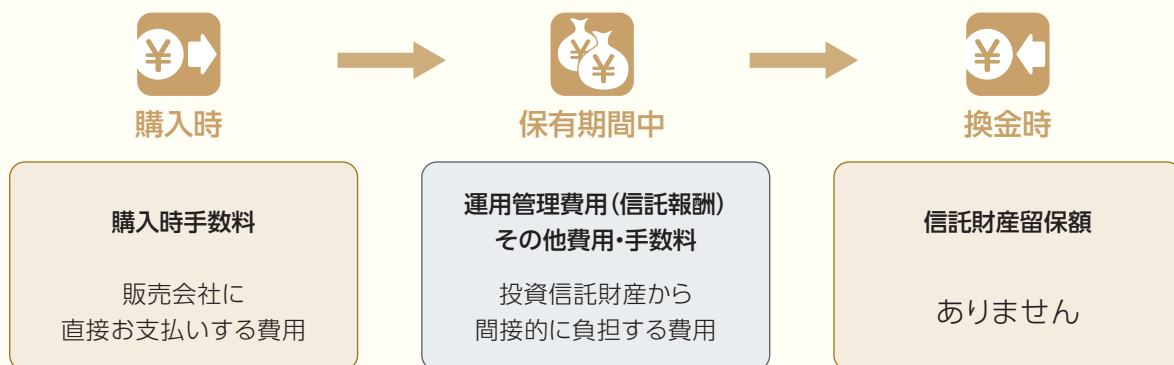 ¥
¥
¥
¥
購入時
保有期間中
換金時
購入時手数料
販売会社に
直接お支払いする費用
運用管理費用(信託報酬)
その他費用・手数料
投資信託財産から
間接的に負担する費用
信託財産留保額
ありません